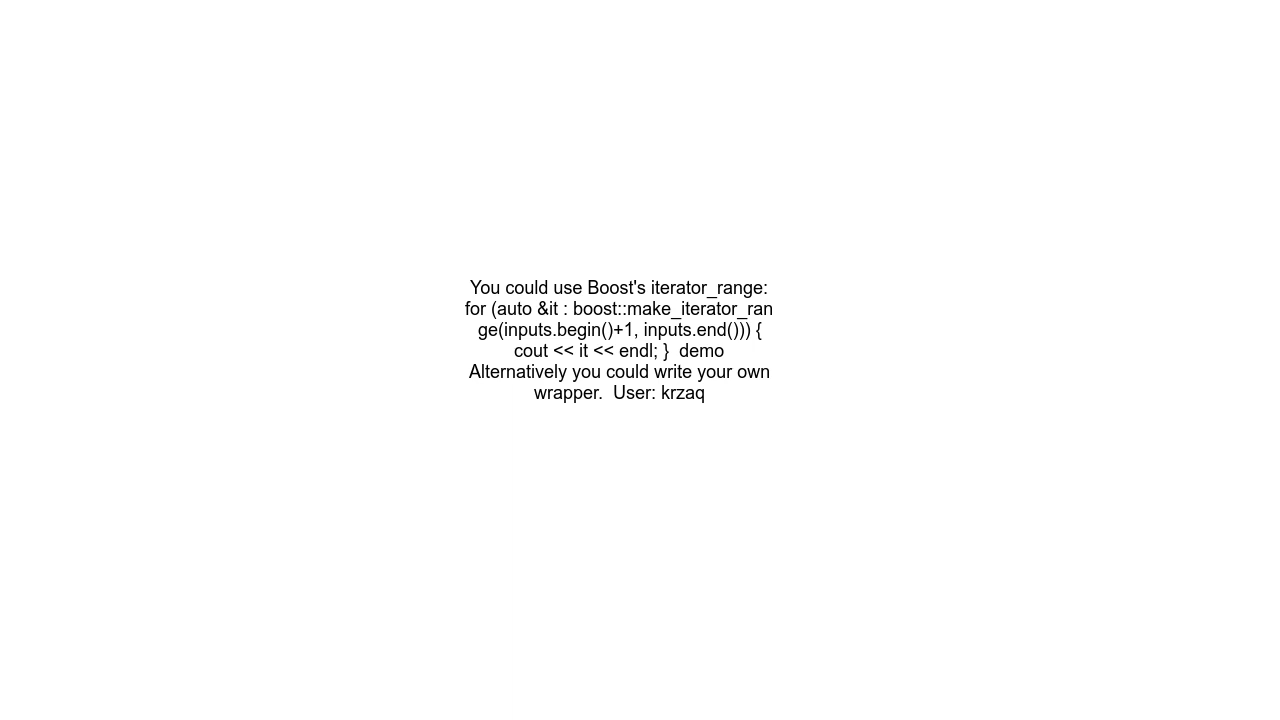 You could use Boost's iterator_range:
for (auto &it : boost::make_iterator_ran
ge(inputs.begin()+1, inputs.end())) {
cout << it << endl; }  demo
Alternatively you could write your own
wrapper.  User: krzaq